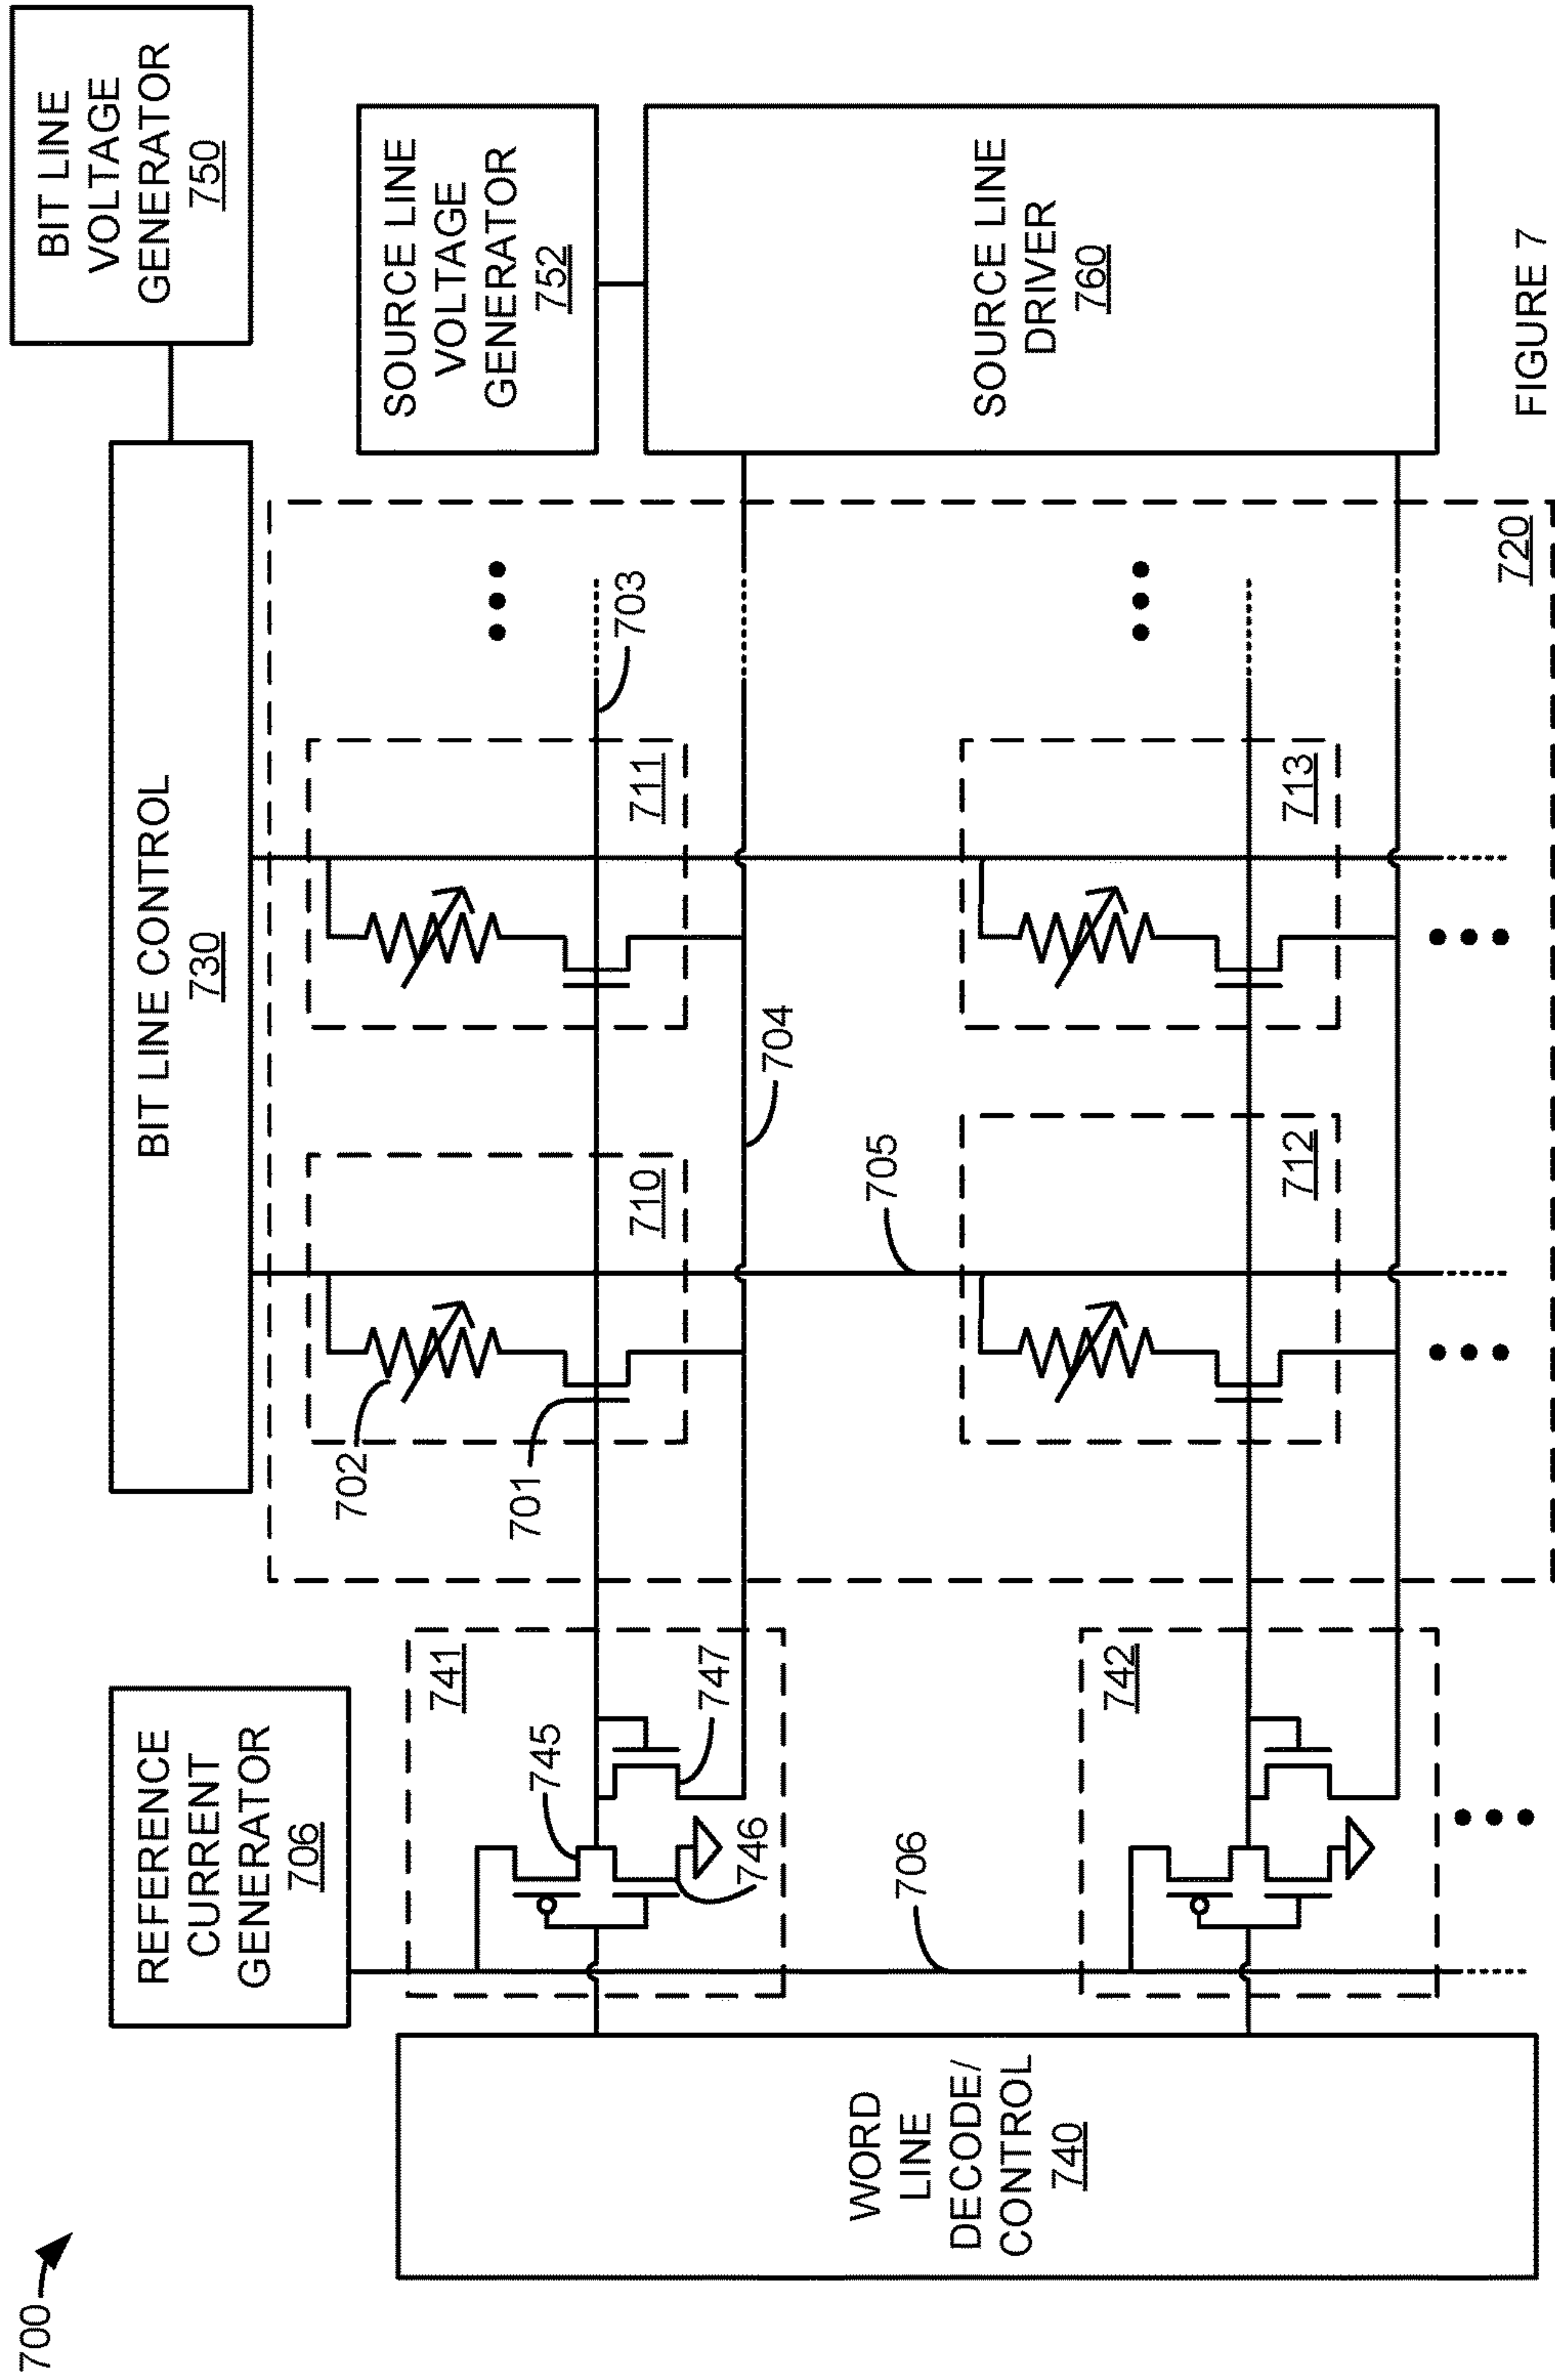 700
BIT LINE
VOLTAGE
GENERATOR
750
BIT LINE CONTROL
730
REFERENCE
CURRENT
GENERATOR
706
SOURCE LINE
VOLTAGE
GENERATOR
752
SOURCE LINE
DRIVER
760
WORD
LINE
DECODE/
CONTROL
740
741
745
746
747
742
706
702
701
710
711
703
704
705
712
713
720
FIGURE 7